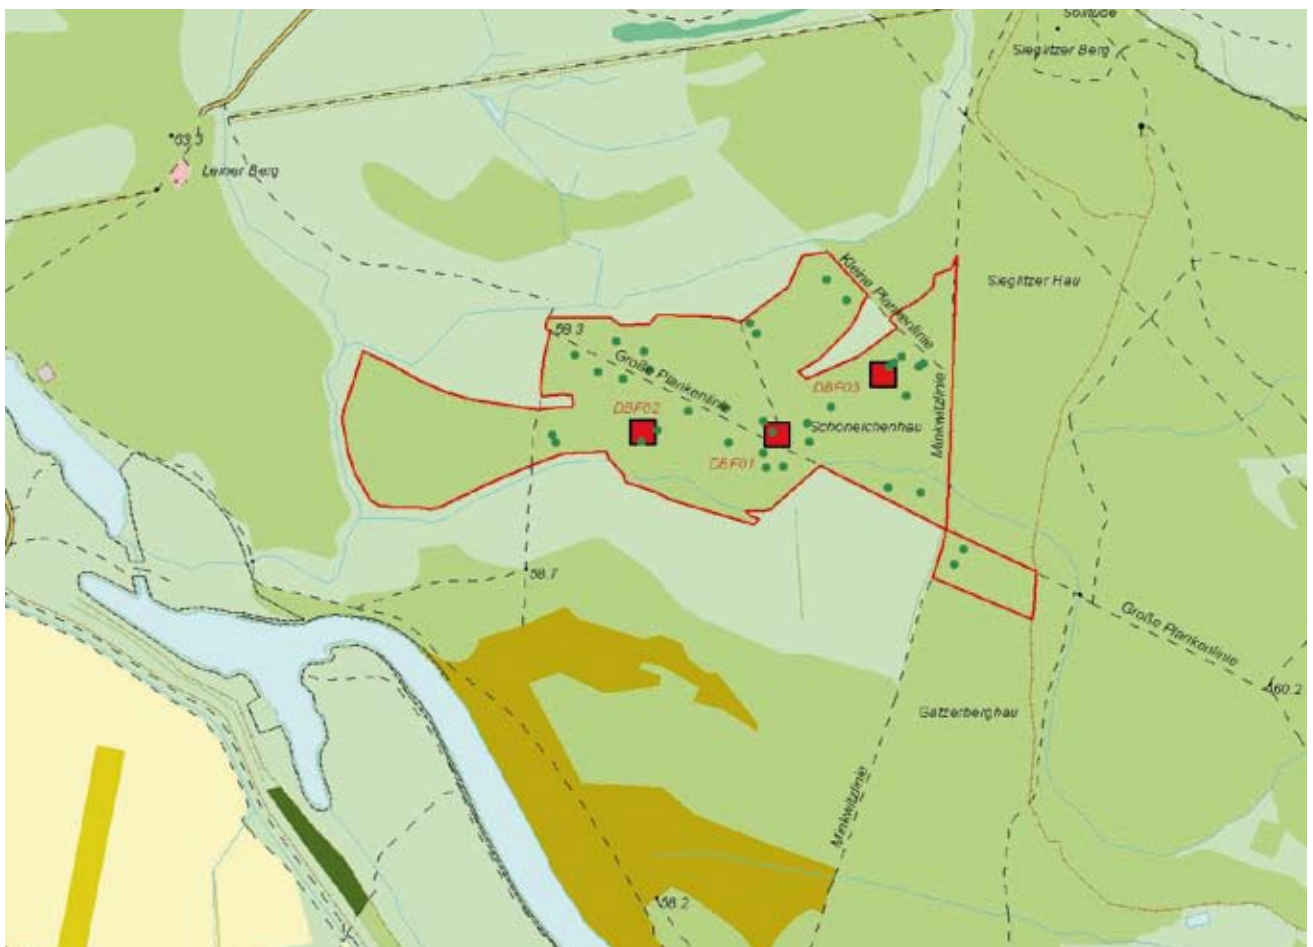 Solitude
Sieglitzer Berg
63.3
Leiner Berg
Kleine Plankenlinie
Sieglitzer Hau
58.3
Große Plankenlinie
DBF03
Minkwitzlinie
DBF02
Schöneichenhau
DBF01
58.7
Große Plankenlinie
60.2
Gatzerberghau
Minkwitzlinie
58.2